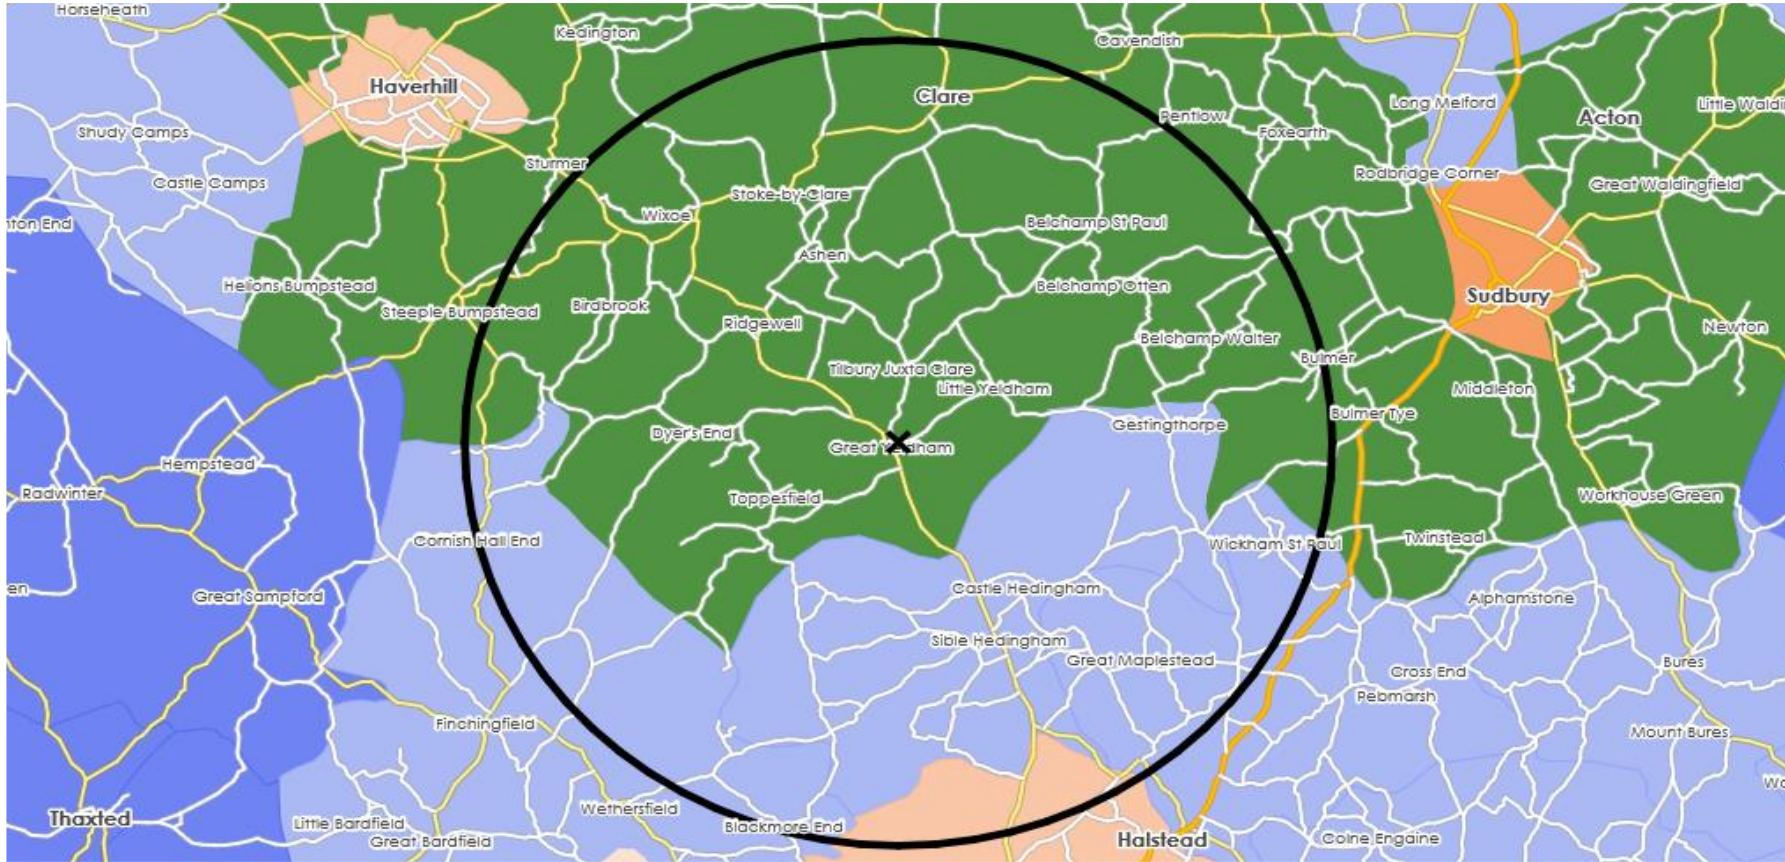 Horseheath
Kedington
Cavendish
Haverhill
Clare
Long Melford
Acton
Pentlow
Shudy Camps
Foxearth
Sturmer
Rodbridge Corner
Castle Camps
Stoke-by-Clare
Great Waldingfield
Wixoe
nton End
Belchamp St Paul
Ashen
Helions Bumpstead
Belchamp Otten
Sudbury
Birdbrook
Steeple Bumpstead
Ridgewell
Newton
Belchamp Walter
Bulmer
Tilbury Juxta Clare
Little Yeldham
Middleton
Bulmer Tye
Gestingthorpe
Dyer's End
Great Yeldham
Hempstead
Radwinter
Toppesfield
Workhouse Green
Cornish Hall End
Wickham St Paul
Twinstead
en
Castle Hedingham
Great Sampford
Alphamstone
Sible Hedingham
Great Maplestead
Bures
Cross End
Pebmarsh
Finchingfield
Mount Bures
Wethersfield
Thaxted
Little Bardfield
Blackmore End
Great Bardfield
Halstead
Colne Engaine